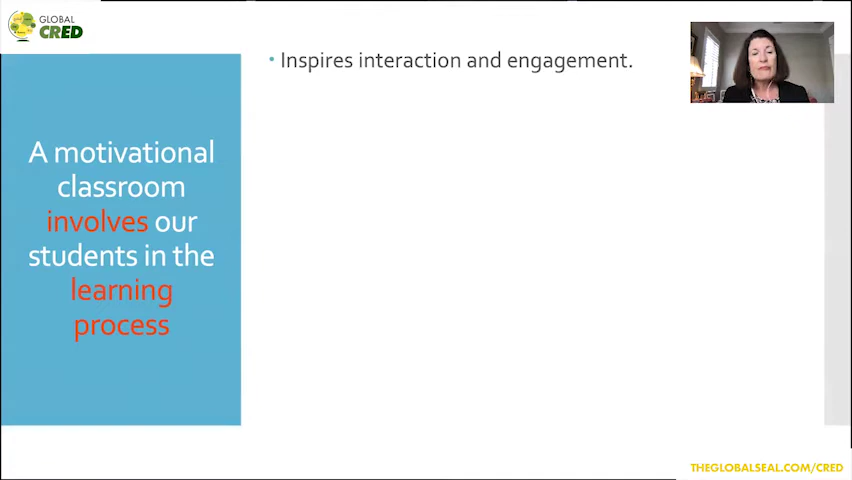 GLOBAL
CRED
• Inspires interaction and engagement.
A motivational
classroom
involves our
students in the
learning
process
THEGLOBALSEAL.COM/CRED